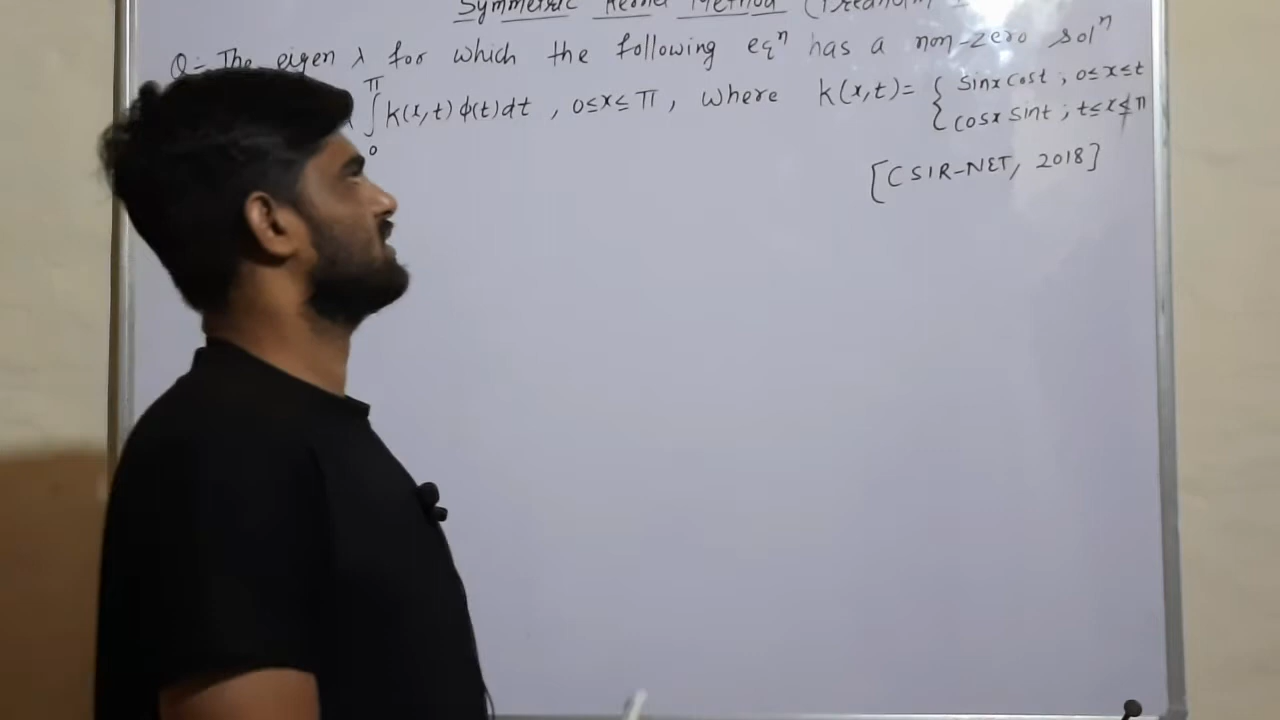 Symmetric Kernel Method (
Q:- The eigen λ for which the following eqⁿ has a non-zero solⁿ
∫₀^π k(x,t) ϕ(t) dt , 0≤x≤π , where k(x,t) = { sinx cost ; 0≤x≤t
cosx sint ; t≤x≤π
[CSIR-NET, 2018]